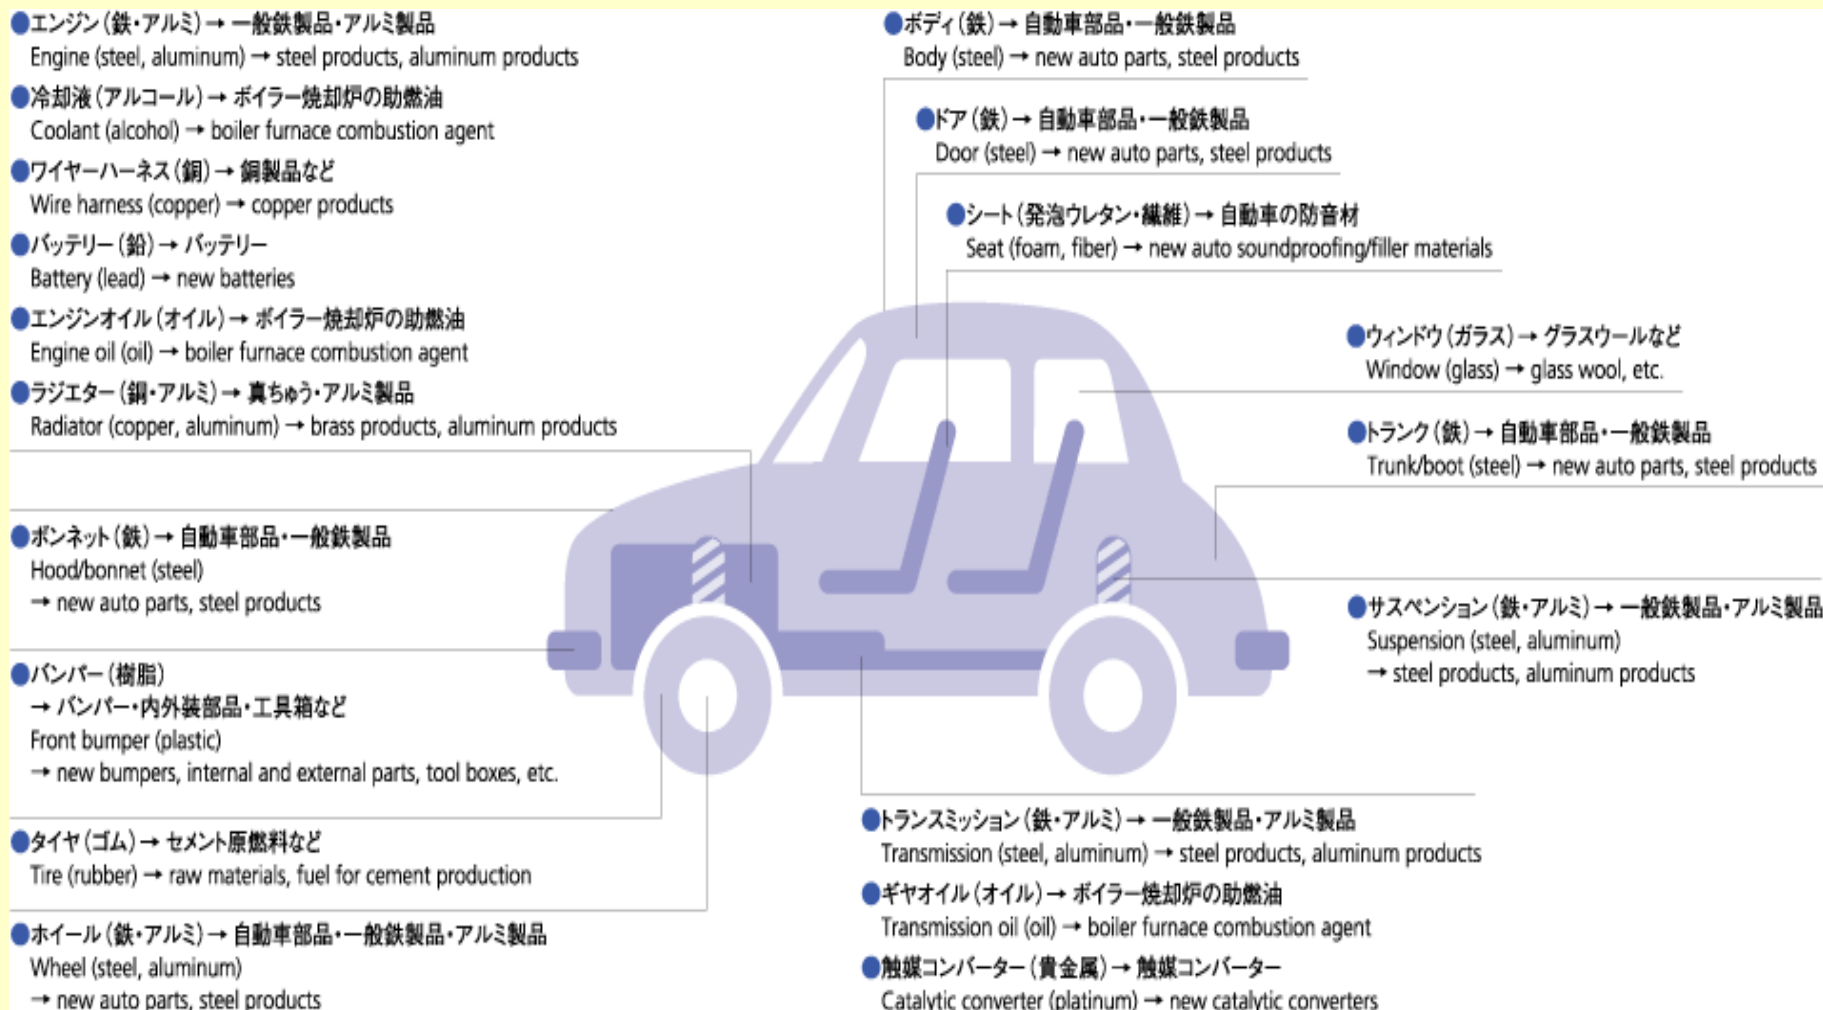 ●エンジン（鉄・アルミ）→ 一般鉄製品・アルミ製品
Engine (steel, aluminum) → steel products, aluminum products
●冷却液（アルコール）→ ボイラー焼却炉の助燃油
Coolant (alcohol) → boiler furnace combustion agent
●ワイヤーハーネス（銅）→ 銅製品など
Wire harness (copper) → copper products
●バッテリー（鉛）→ バッテリー
Battery (lead) → new batteries
●エンジンオイル（オイル）→ ボイラー焼却炉の助燃油
Engine oil (oil) → boiler furnace combustion agent
●ラジエター（銅・アルミ）→ 真ちゅう・アルミ製品
Radiator (copper, aluminum) → brass products, aluminum products
●ボンネット（鉄）→ 自動車部品・一般鉄製品
Hood/bonnet (steel)
→ new auto parts, steel products
●バンパー（樹脂）
→ バンパー・内外装部品・工具箱など
Front bumper (plastic)
→ new bumpers, internal and external parts, tool boxes, etc.
●タイヤ（ゴム）→ セメント原燃料など
Tire (rubber) → raw materials, fuel for cement production
●ホイール（鉄・アルミ）→ 自動車部品・一般鉄製品・アルミ製品
Wheel (steel, aluminum)
→ new auto parts, steel products
●ボディ（鉄）→ 自動車部品・一般鉄製品
Body (steel) → new auto parts, steel products
●ドア（鉄）→ 自動車部品・一般鉄製品
Door (steel) → new auto parts, steel products
●シート（発泡ウレタン・繊維）→ 自動車の防音材
Seat (foam, fiber) → new auto soundproofing/filler materials
●ウィンドウ（ガラス）→ グラスウールなど
Window (glass) → glass wool, etc.
●トランク（鉄）→ 自動車部品・一般鉄製品
Trunk/boot (steel) → new auto parts, steel products
●サスペンション（鉄・アルミ）→ 一般鉄製品・アルミ製品
Suspension (steel, aluminum)
→ steel products, aluminum products
●トランスミッション（鉄・アルミ）→ 一般鉄製品・アルミ製品
Transmission (steel, aluminum) → steel products, aluminum products
●ギヤオイル（オイル）→ ボイラー焼却炉の助燃油
Transmission oil (oil) → boiler furnace combustion agent
●触媒コンバーター（貴金属）→ 触媒コンバーター
Catalytic converter (platinum) → new catalytic converters